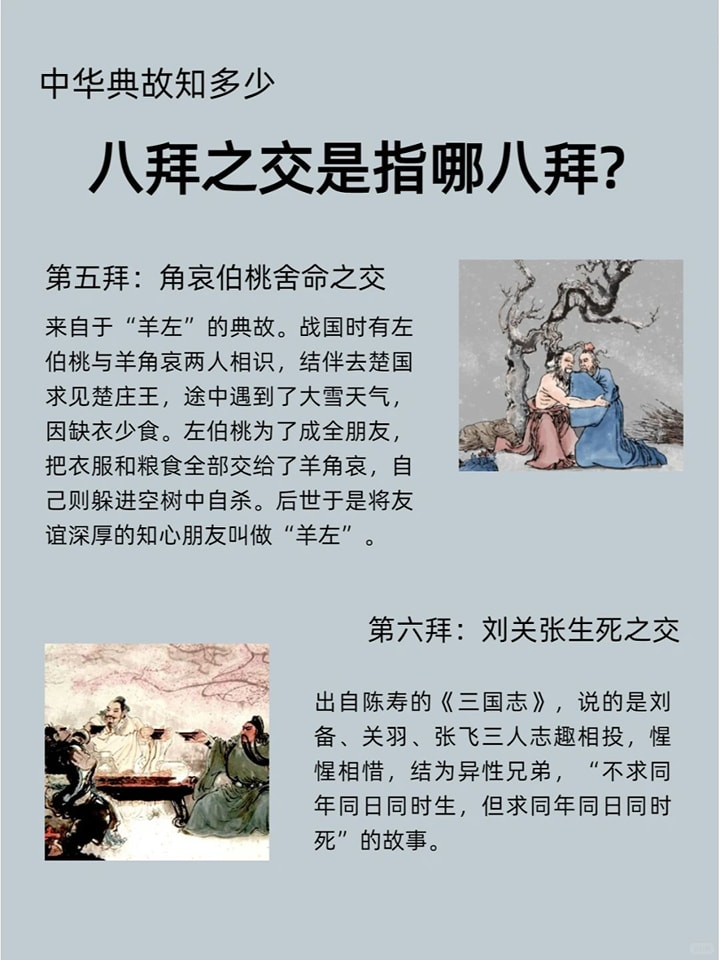 中华典故知多少
八拜之交是指哪八拜?
第五拜：角哀伯桃舍命之交
来自于“羊左”的典故。战国时有左
伯桃与羊角哀两人相识，结伴去楚国
求见楚庄王，途中遇到了大雪天气，
因缺衣少食。左伯桃为了成全朋友，
把衣服和粮食全部交给了羊角哀，自
己则躲进空树中自杀。后世于是将友
谊深厚的知心朋友叫做“羊左”。
第六拜：刘关张生死之交
出自陈寿的《三国志》，说的是刘
备、关羽、张飞三人志趣相投，惺
惺相惜，结为异性兄弟，“不求同
年同日同时生，但求同年同日同时
死”的故事。